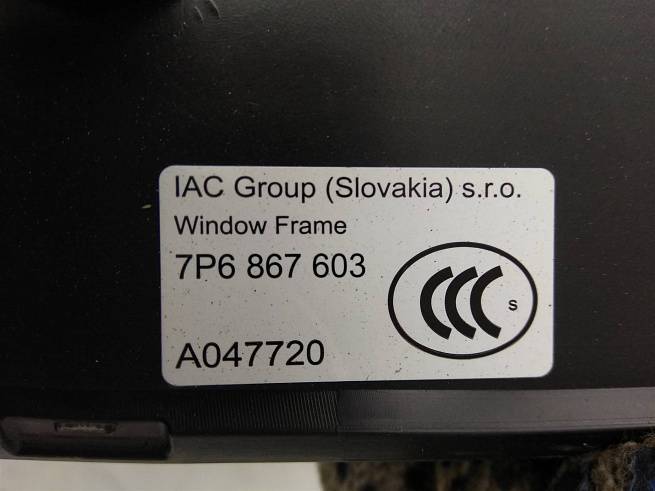 IAC Group (Slovakia) s.r.o.
Window Frame
7P6 867 603
CCC S
A047720